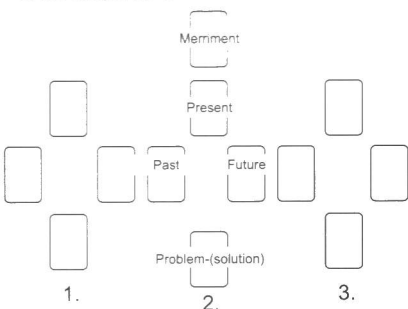 Merriment
Present
Past Future
Problem-(solution)
1. 2. 3.